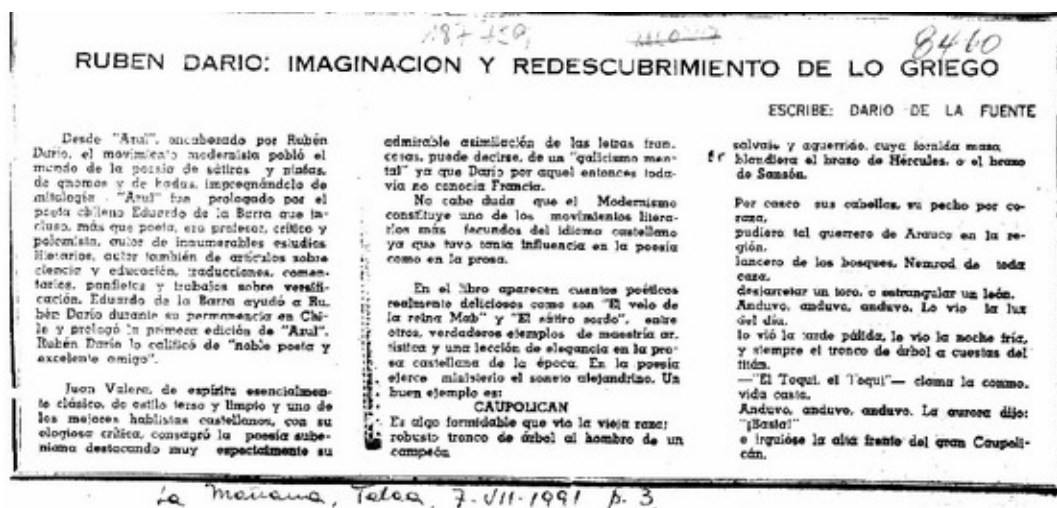 187 759
8460
RUBEN DARIO: IMAGINACION Y REDESCUBRIMIENTO DE LO GRIEGO
ESCRIBE: DARIO DE LA FUENTE
Desde "Azul", encabezado por Rubén
Darío, el movimiento modernista pobló el
mundo de la poesía de sátiros y ninfas,
de gnomos y de hadas, impregnándolo de
mitología. "Azul" fue prologado por el
poeta chileno Eduardo de la Barra que in-
cluso, más que poeta, era profesor, crítico y
polemista, autor de innumerables estudios
literarios, autor también de artículos sobre
ciencia y educación, traducciones, comen-
tarios, panfletos y trabajos sobre versifi-
cación. Eduardo de la Barra ayudó a Ru-
bén Darío durante su permanencia en Chi-
le y prologó la primera edición de "Azul".
Rubén Darío lo calificó de "noble poeta y
excelente amigo".
Juan Valera, de espíritu esencialmen-
te clásico, de estilo terso y limpio y uno de
los mejores hablistas castellanos, con su
elogiosa crítica, consagró la poesía rube-
niana destacando muy especialmente su
admirable asimilación de las letras fran-
cesas, puede decirse, de un "galicismo men-
tal" ya que Darío por aquel entonces toda-
vía no conocía Francia.
No cabe duda que el Modernismo
constituye uno de los movimientos litera-
rios más fecundos del idioma castellano
ya que tuvo tanta influencia en la poesía
como en la prosa.
En el libro aparecen cuentos poéticos
realmente deliciosos como son "El velo de
la reina Mab" y "El sátiro sordo", entre
otros, verdaderos ejemplos de maestría ar-
tística y una lección de elegancia en la pro-
sa castellana de la época. En la poesía
ejerce ministerio el soneto alejandrino. Un
buen ejemplo es:
CAUPOLICAN
Es algo formidable que vio la vieja raza;
robusto tronco de árbol al hombro de un
campeón
salvaje y aguerrido, cuya fornida maza
blandiera el brazo de Hércules, o el brazo
de Sansón.
Por casco sus cabellos, su pecho por co-
raza,
pudiera tal guerrero de Arauco en la re-
gión,
lancero de los bosques, Nemrod de toda
caza,
desjarretar un toro, o estrangular un león.
Anduvo, anduvo, anduvo. Lo vio la luz
del día,
lo vió la tarde pálida, le vio la noche fría,
y siempre el tronco de árbol a cuestas del
titán.
—"El Toqui, el Toqui"— clama la conmo-
vida casta.
Anduvo, anduvo, anduvo. La aurora dijo:
"¡Basta!"
e irguióse la alta frente del gran Caupoli-
cán.
La Mañana, Talca, 7-VII-1991 p. 3